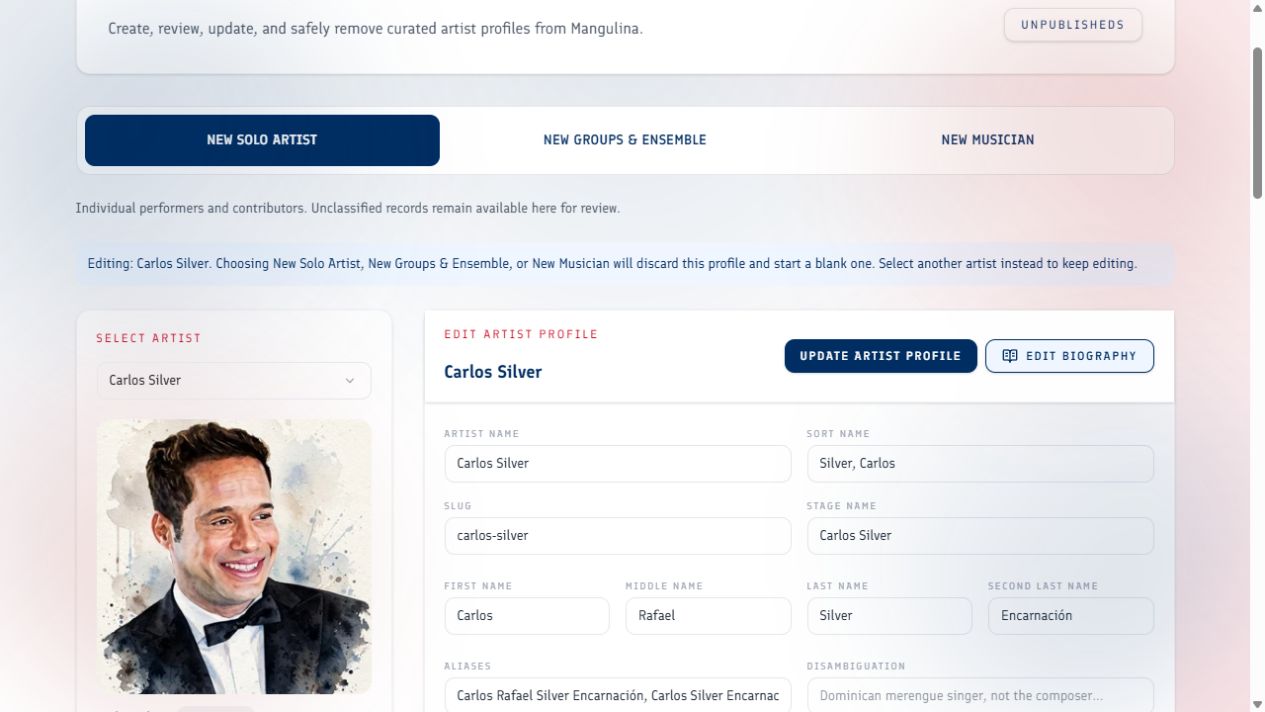 Create, review, update, and safely remove curated artist profiles from Mangulina.
UNPUBLISHEDS
NEW SOLO ARTIST
NEW GROUPS & ENSEMBLE
NEW MUSICIAN
Individual performers and contributors. Unclassified records remain available here for review.
Editing: Carlos Silver. Choosing New Solo Artist, New Groups & Ensemble, or New Musician will discard this profile and start a blank one. Select another artist instead to keep editing.
SELECT ARTIST
Carlos Silver
EDIT ARTIST PROFILE
Carlos Silver
UPDATE ARTIST PROFILE
EDIT BIOGRAPHY
ARTIST NAME
Carlos Silver
SORT NAME
Silver, Carlos
SLUG
carlos-silver
STAGE NAME
Carlos Silver
FIRST NAME
Carlos
MIDDLE NAME
Rafael
LAST NAME
Silver
SECOND LAST NAME
Encarnación
ALIASES
Carlos Rafael Silver Encarnación, Carlos Silver Encarnac
DISAMBIGUATION
Dominican merengue singer, not the composer...